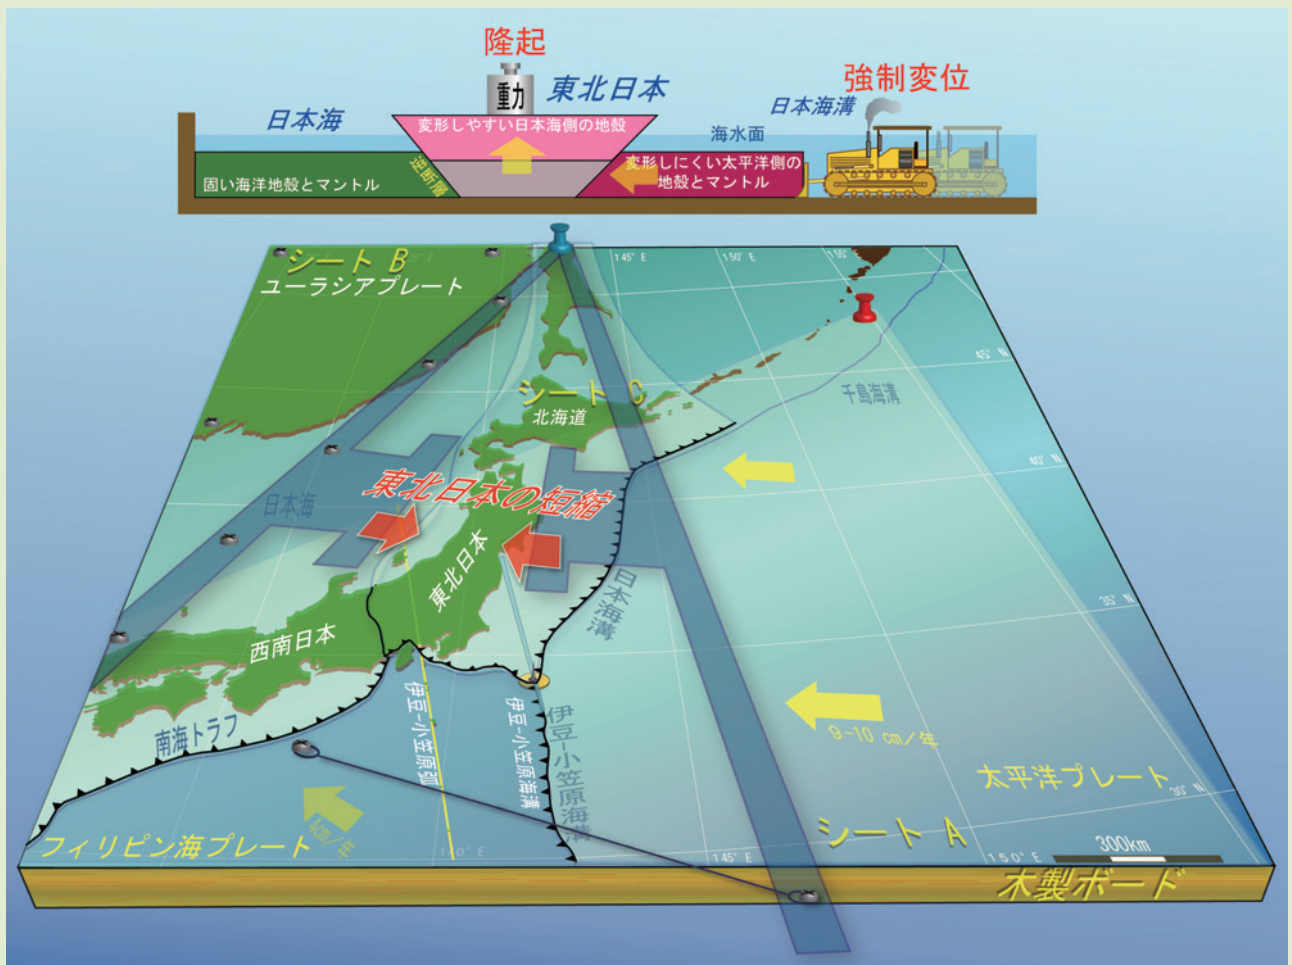 隆起
重力
東北日本
強制変位
日本海
日本海溝
変形しやすい日本海側の地殻
海水面
逆断層
変形しにくい太平洋側の
地殻とマントル
固い海洋地殻とマントル
シート B
ユーラシアプレート
145° E
150° E
155°
45° N
千島海溝
シート C
北海道
40° N
日本海
東北日本の短縮
東北日本
日本海溝
35° N
西南日本
南海トラフ
伊豆-小笠原弧
伊豆-小笠原海溝
伊豆-小笠原海溝
9-10 cm/年
太平洋プレート
30° N
4cm/年
フィリピン海プレート
シート A
145° E
150° E
300km
木製ボード